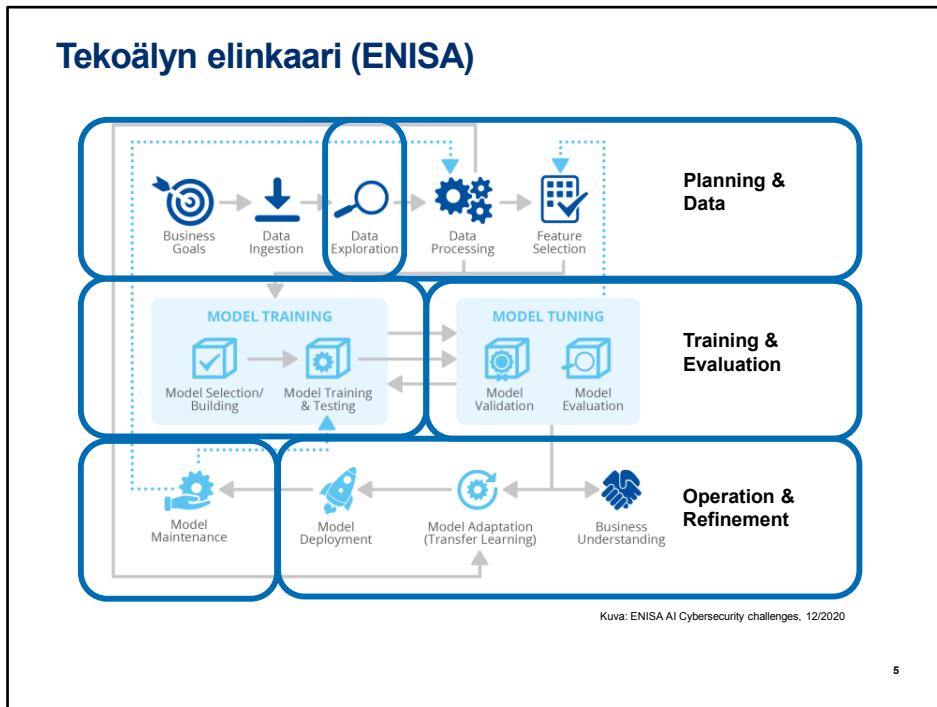 Tekoälyn elinkaari (ENISA)
Planning &
Data
Business
Goals
Data
Ingestion
Data
Exploration
Data
Processing
Feature
Selection
MODEL TRAINING
MODEL TUNING
Training &
Evaluation
Model Selection/
Building
Model Training
& Testing
Model
Validation
Model
Evaluation
Operation &
Refinement
Model
Maintenance
Model
Deployment
Model Adaptation
(Transfer Learning)
Business
Understanding
Kuva: ENISA AI Cybersecurity challenges, 12/2020
5